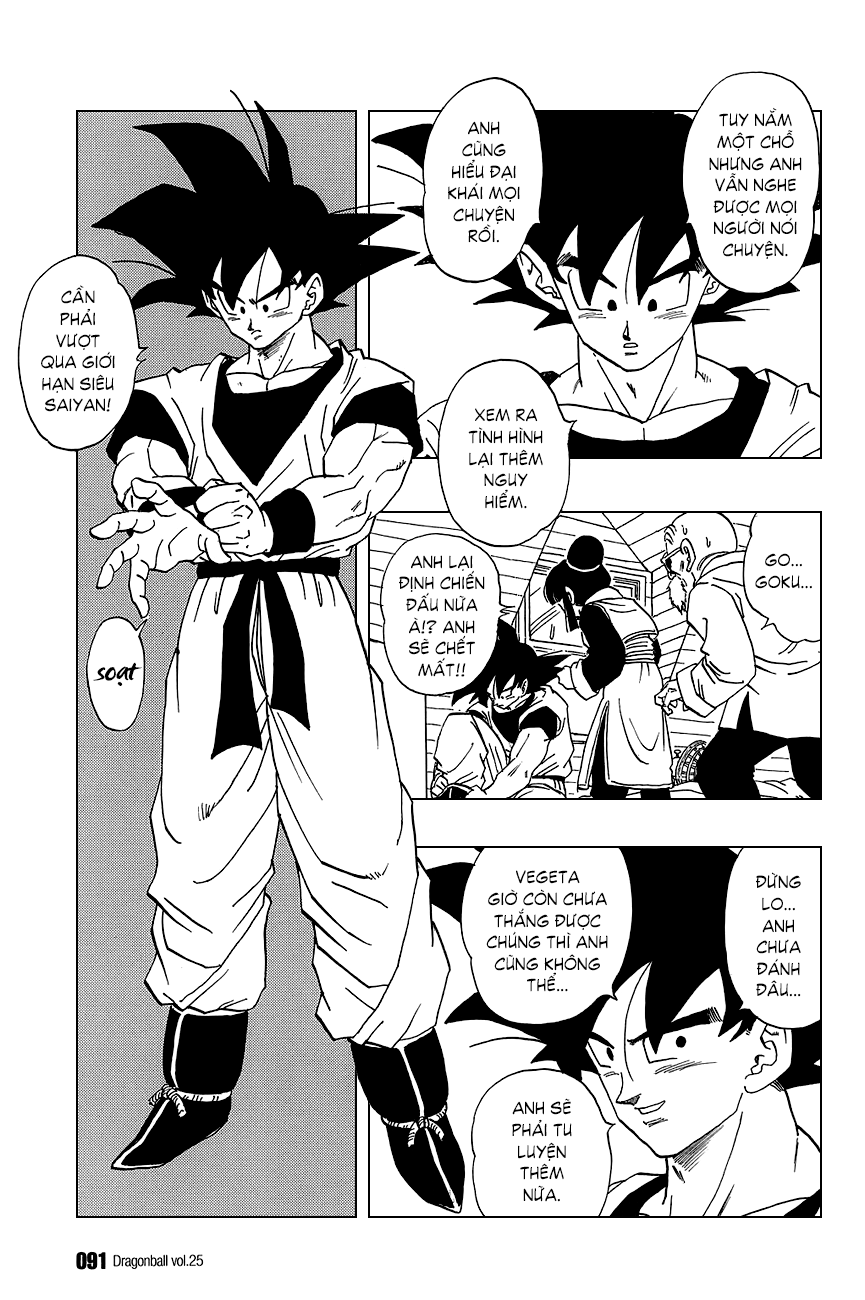 TUY NẰM
MỘT CHỖ
NHƯNG ANH
VẪN NGHE
ĐƯỢC MỌI
NGƯỜI NÓI
CHUYỆN.
ANH
CŨNG
HIỂU ĐẠI
KHÁI MỌI
CHUYỆN
RỒI.
XEM RA
TÌNH HÌNH
LẠI THÊM
NGUY
HIỂM.
GO...
GOKU...
ANH LẠI
ĐỊNH CHIẾN
ĐẤU NỮA
À!? ANH
SẼ CHẾT
MẤT!!
ĐỪNG
LO...
ANH
CHƯA
ĐÁNH
ĐÂU...
VEGETA
GIỜ CÒN CHƯA
THẮNG ĐƯỢC
CHÚNG THÌ ANH
CŨNG KHÔNG
THỂ...
ANH SẼ
PHẢI TU
LUYỆN
THÊM
NỮA.
CẦN
PHẢI
VƯỢT
QUA GIỚI
HẠN SIÊU
SAIYAN!
soạt
091 Dragonball vol.25